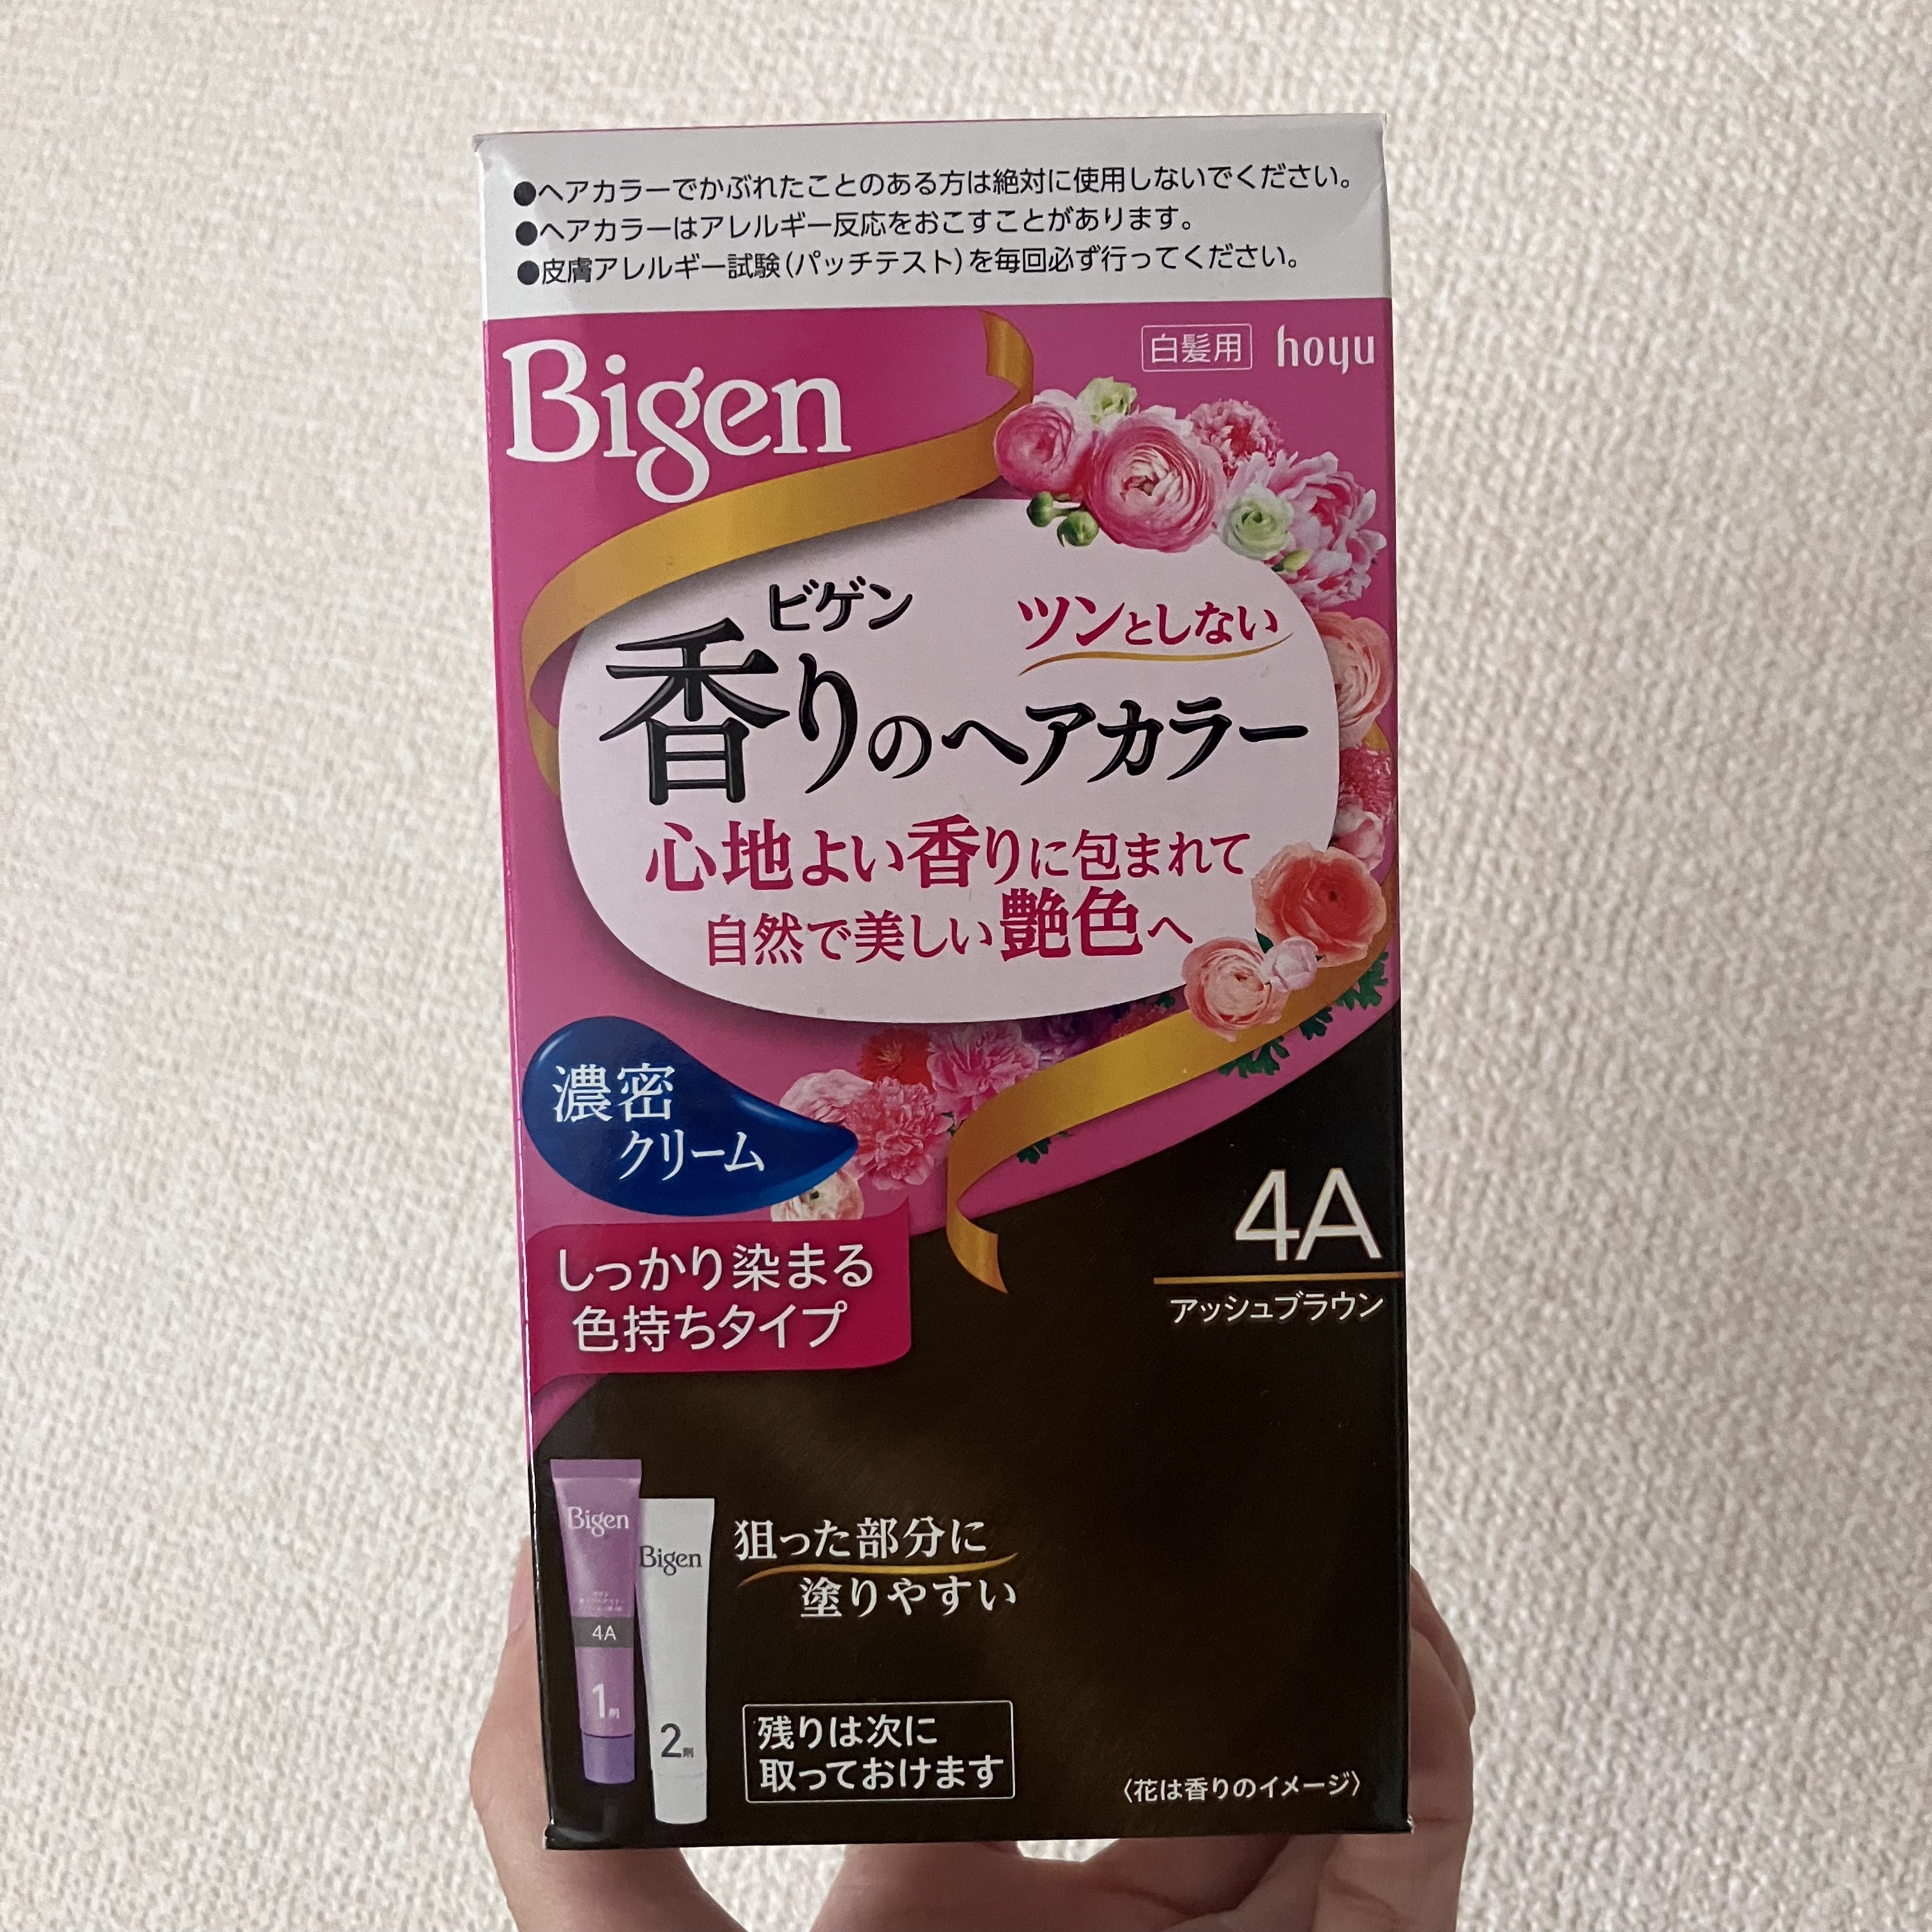 ●ヘアカラーでかぶれたことのある方は絶対に使用しないでください。
●ヘアカラーはアレルギー反応をおこすことがあります。
●皮膚アレルギー試験(パッチテスト)を毎回必ず行ってください。
Bigen
白髪用
hoyu
ビゲン
ツンとしない
香りのヘアカラー
心地よい香りに包まれて
自然で美しい艶色へ
濃密
クリーム
しっかり染まる
色持ちタイプ
4A
アッシュブラウン
Bigen
4A
1剤
Bigen
2剤
狙った部分に
塗りやすい
残りは次に
取っておけます
〈花は香りのイメージ〉